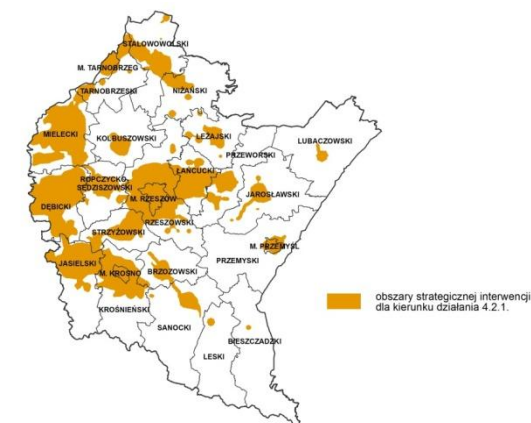 STALOWOWOLSKI
M. TARNOBRZEG
TARNOBRZESKI
NIŻAŃSKI
MIELECKI
KOLBUSZOWSKI
LEŻAJSKI
LUBACZOWSKI
PRZEWORSKI
ROPCZYCKO
SĘDZISZOWSKI
ŁAŃCUCKI
DĘBICKI
M. RZESZÓW
JAROSŁAWSKI
RZESZOWSKI
STRZYŻOWSKI
M. PRZEMYŚL
JASIELSKI
M. KROSNO
BRZOZOWSKI
PRZEMYSKI
KROŚNIEŃSKI
SANOCKI
LESKI
BIESZCZADZKI
obszary strategicznej interwencji
dla kierunku działania 4.2.1.